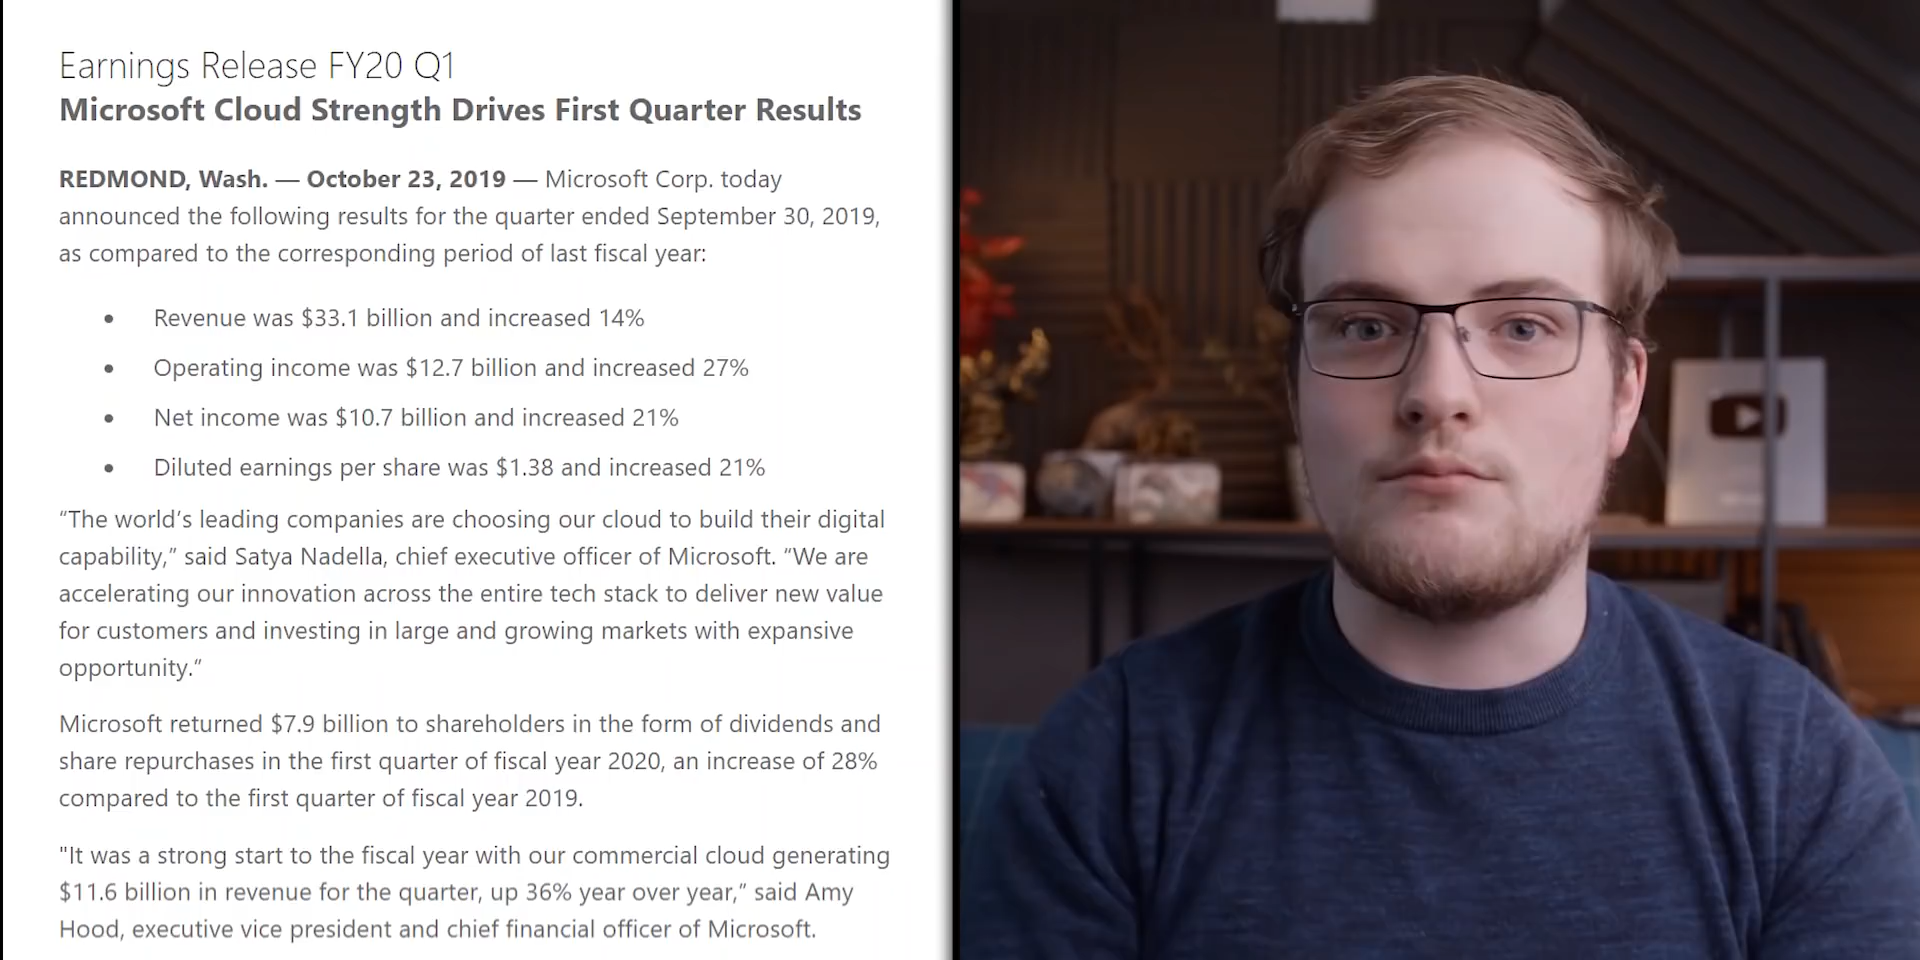 Earnings Release FY20 Q1
Microsoft Cloud Strength Drives First Quarter Results
REDMOND, Wash. — October 23, 2019 — Microsoft Corp. today
announced the following results for the quarter ended September 30, 2019,
as compared to the corresponding period of last fiscal year:
• Revenue was $33.1 billion and increased 14%
• Operating income was $12.7 billion and increased 27%
• Net income was $10.7 billion and increased 21%
• Diluted earnings per share was $1.38 and increased 21%
“The world’s leading companies are choosing our cloud to build their digital
capability,” said Satya Nadella, chief executive officer of Microsoft. “We are
accelerating our innovation across the entire tech stack to deliver new value
for customers and investing in large and growing markets with expansive
opportunity.”
Microsoft returned $7.9 billion to shareholders in the form of dividends and
share repurchases in the first quarter of fiscal year 2020, an increase of 28%
compared to the first quarter of fiscal year 2019.
"It was a strong start to the fiscal year with our commercial cloud generating
$11.6 billion in revenue for the quarter, up 36% year over year,” said Amy
Hood, executive vice president and chief financial officer of Microsoft.